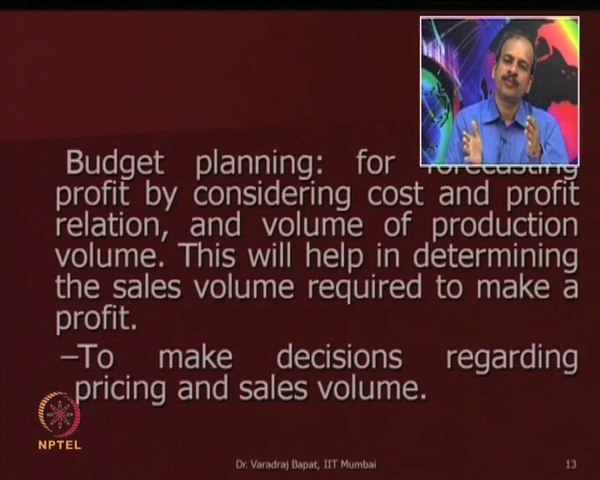 Budget planning: for forecasting
profit by considering cost and profit
relation, and volume of production
volume. This will help in determining
the sales volume required to make a
profit.
–To make decisions regarding
pricing and sales volume.
NPTEL
Dr. Varadraj Bapat, IIT Mumbai
13